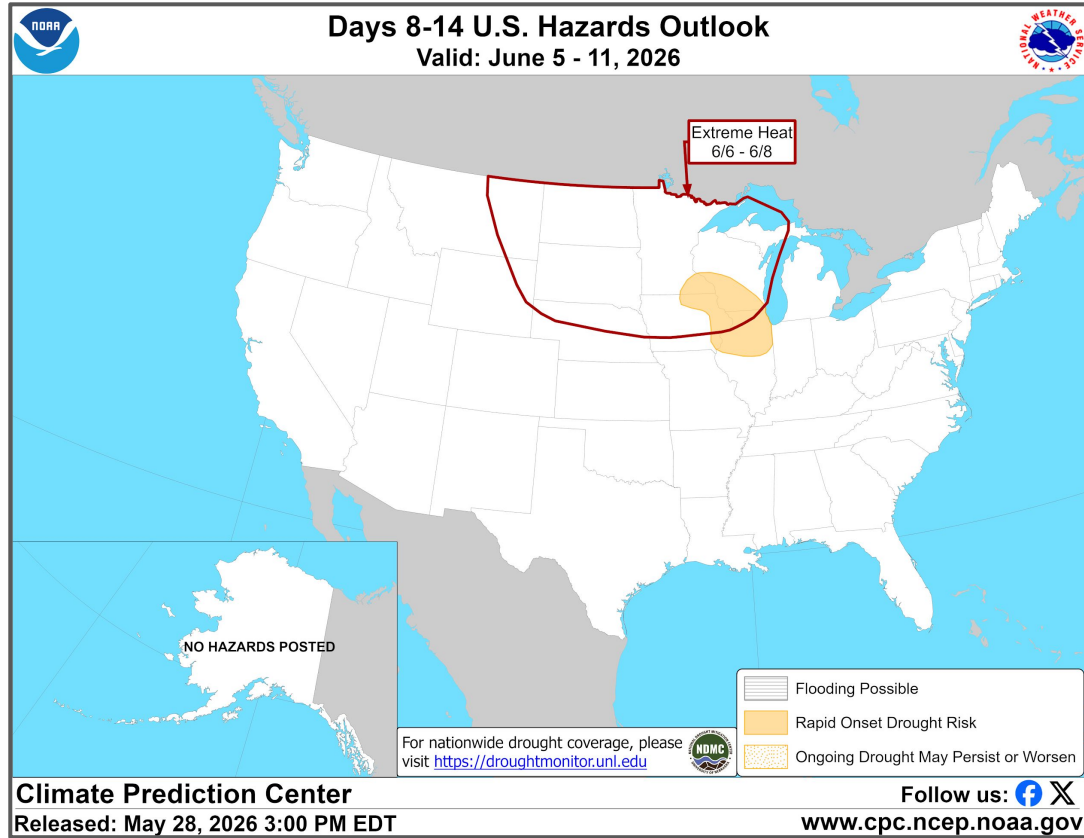 NOAA
Days 8-14 U.S. Hazards Outlook
Valid: June 5 - 11, 2026
NATIONAL WEATHER SERVICE
Extreme Heat
6/6 - 6/8
NO HAZARDS POSTED
For nationwide drought coverage, please
visit https://droughtmonitor.unl.edu
NDMC
Flooding Possible
Rapid Onset Drought Risk
Ongoing Drought May Persist or Worsen
Climate Prediction Center
Follow us:
Released: May 28, 2026 3:00 PM EDT
www.cpc.ncep.noaa.gov